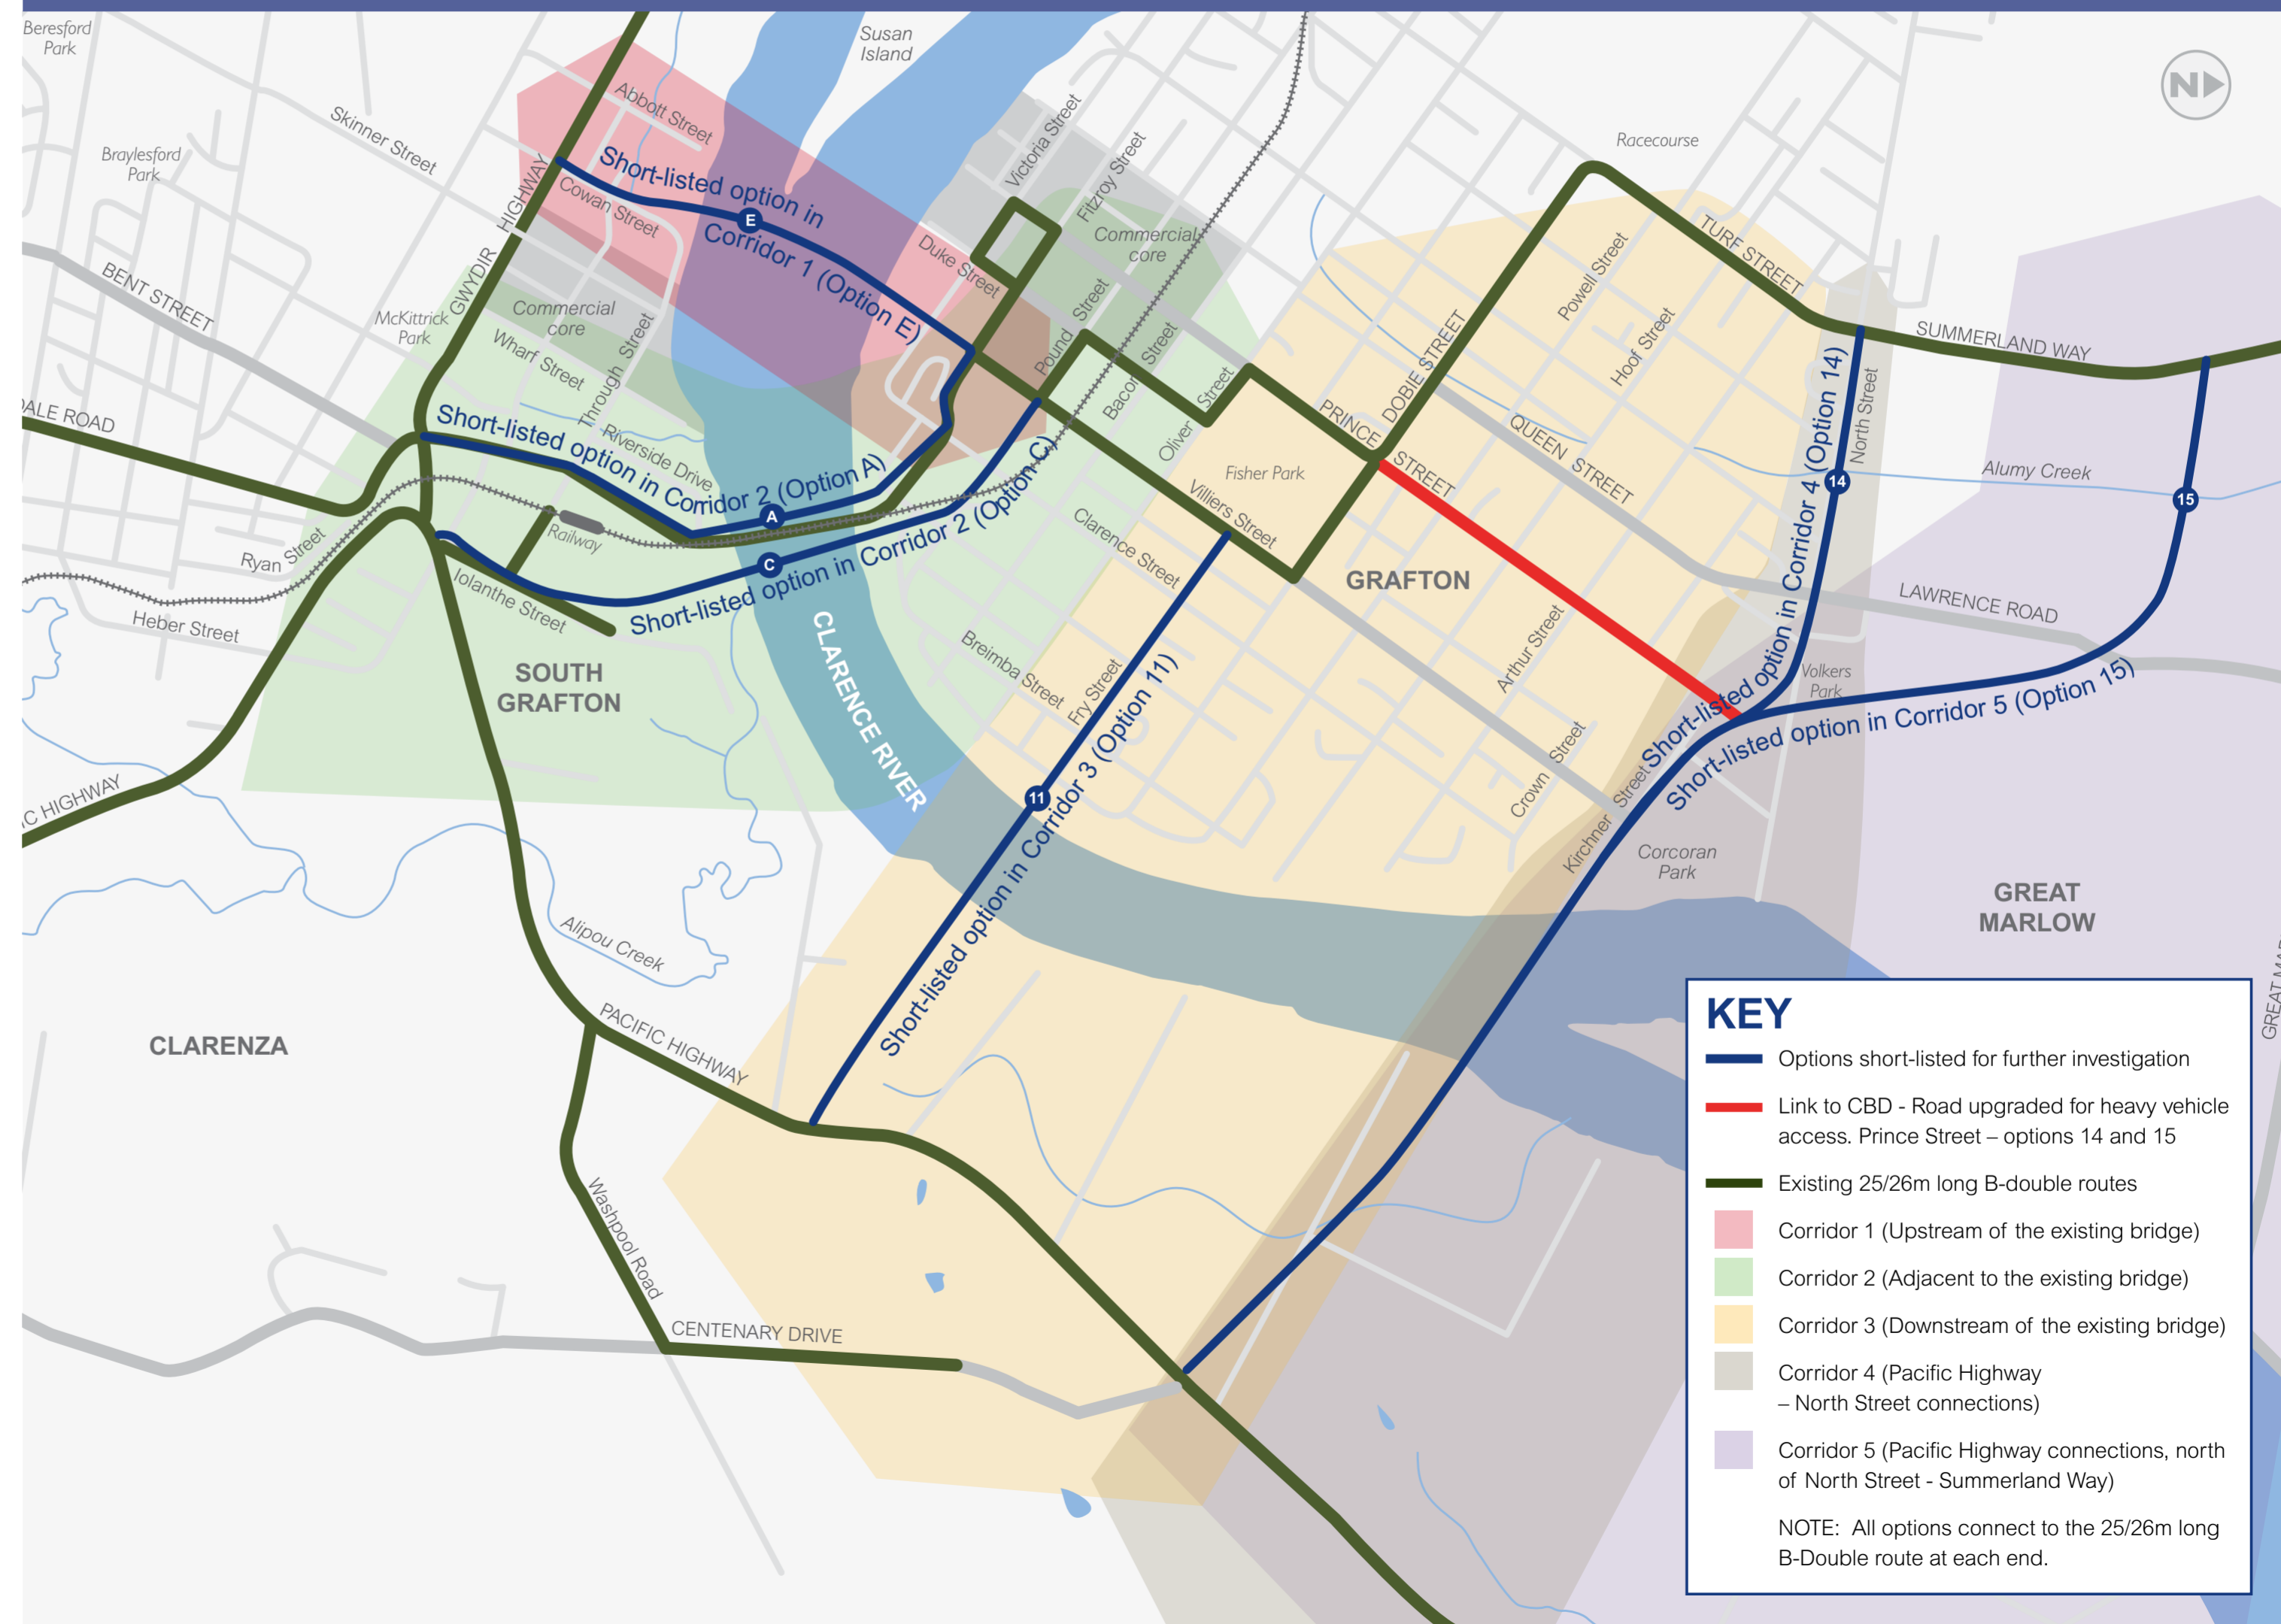 Beresford
Park
Susan
Island
N
Skinner Street
Abbott Street
Victoria Street
Fitzroy Street
Racecourse
Braylesford
Park
Short-listed option in
Corridor 1 (Option E)
E
Cowan Street
GWYDIR HIGHWAY
Duke Street
Commercial
core
TURF STREET
Powell Street
SUMMERLAND WAY
BENT STREET
McKittrick
Park
Commercial
core
Wharf Street
Through Street
Pound Street
Bacon Street
Oliver Street
PRINCE STREET
DOBIE STREET
Hoof Street
QUEEN STREET
North Street
Alumy Creek
DALE ROAD
Short-listed option in Corridor 2 (Option A)
A
Riverside Drive
Railway
Short-listed option in Corridor 2 (Option C)
C
Fisher Park
Villiers Street
Clarence Street
Short-listed option in Corridor 4 (Option 14)
14
15
Ryan Street
Heber Street
Iolanthe Street
SOUTH
GRAFTON
CLARENCE RIVER
Breimba Street
Fry Street
GRAFTON
Arthur Street
LAWRENCE ROAD
Volkers
Park
Short-listed option in Corridor 5 (Option 15)
Short-listed option in Corridor 3 (Option 11)
11
Crown Street
Kirchner Street
Corcoran
Park
IC HIGHWAY
GREAT
MARLOW
Alipou Creek
CLARENZA
PACIFIC HIGHWAY
Washpool Road
CENTENARY DRIVE
KEY
Options short-listed for further investigation
Link to CBD - Road upgraded for heavy vehicle
access. Prince Street – options 14 and 15
Existing 25/26m long B-double routes
Corridor 1 (Upstream of the existing bridge)
Corridor 2 (Adjacent to the existing bridge)
Corridor 3 (Downstream of the existing bridge)
Corridor 4 (Pacific Highway
– North Street connections)
Corridor 5 (Pacific Highway connections, north
of North Street - Summerland Way)
NOTE: All options connect to the 25/26m long
B-Double route at each end.